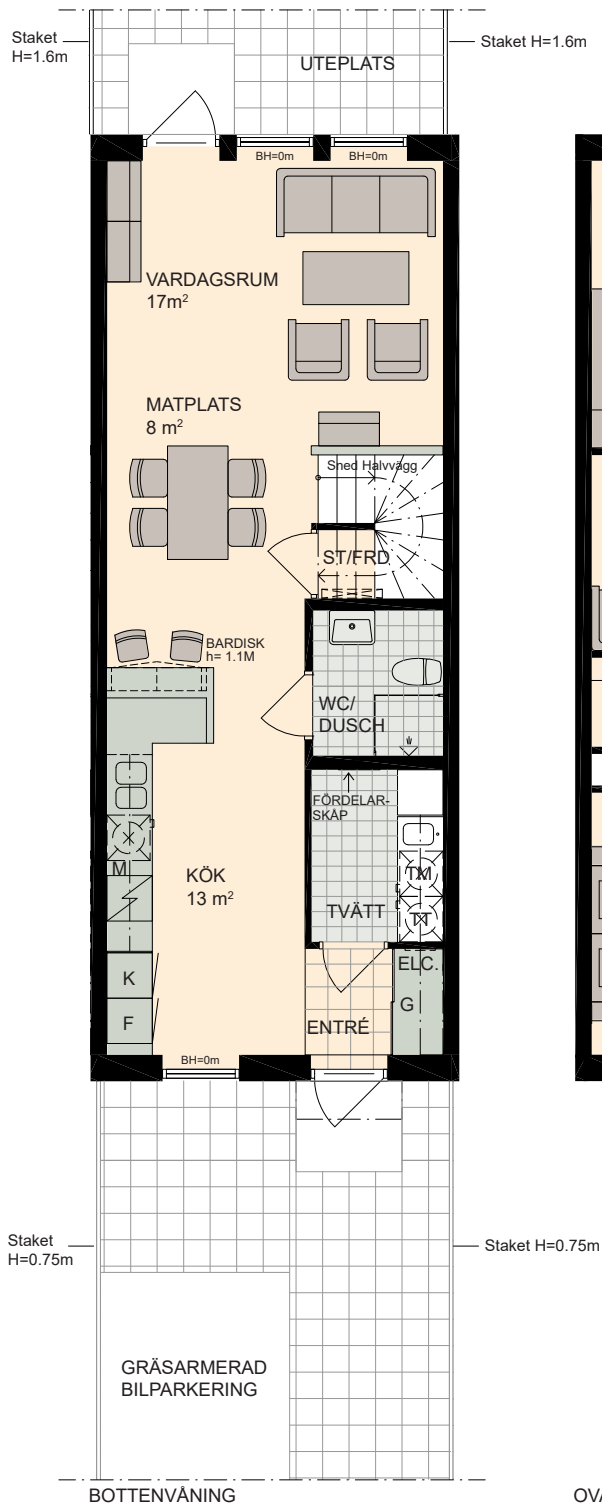 Staket
H=1.6m
Staket H=1.6m
UTEPLATS
BH=0m
BH=0m
VARDAGSRUM
17m²
MATPLATS
8 m²
Sned Halvvägg
ST/FRD
BARDISK
h= 1.1M
WC/
DUSCH
FÖRDELAR-
SKÅP
M
KÖK
13 m²
TM
TVÄTT
TT
K
ELC.
F
G
ENTRÉ
BH=0m
Staket
H=0.75m
Staket H=0.75m
GRÄSARMERAD
BILPARKERING
BOTTENVÅNING
OVA